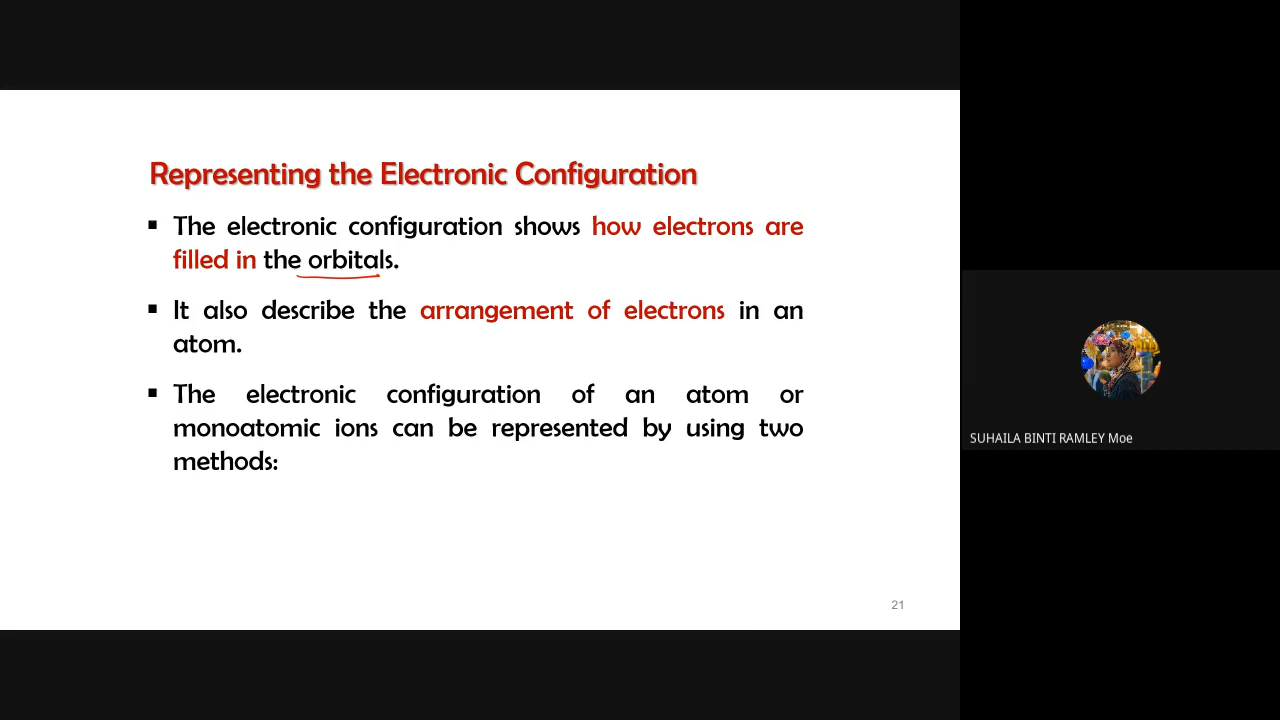 Representing the Electronic Configuration
▪ The electronic configuration shows how electrons are
filled in the orbitals.
▪ It also describe the arrangement of electrons in an
atom.
▪ The electronic configuration of an atom or
monoatomic ions can be represented by using two
methods:
SUHAILA BINTI RAMLEY Moe
21